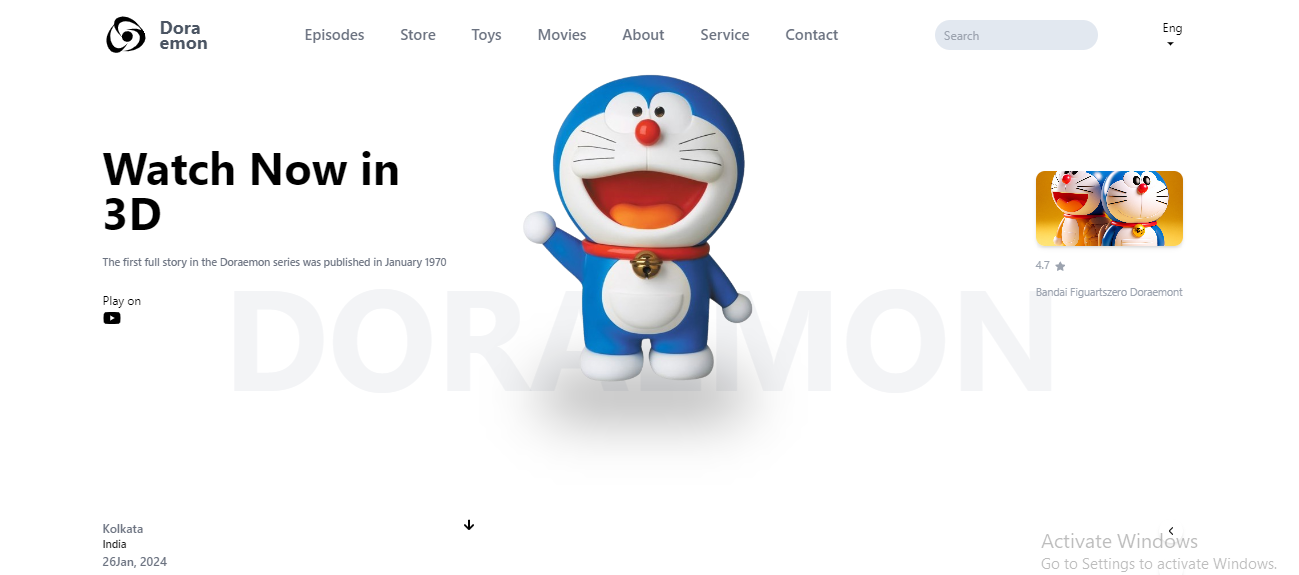 Dora
emon
Episodes
Store
Toys
Movies
About
Service
Contact
Search
Eng
Watch Now in
3D
The first full story in the Doraemon series was published in January 1970
Play on
DORAEMON
4.7
Bandai Figuartszero Doraemont
Kolkata
India
26Jan, 2024
Activate Windows
Go to Settings to activate Windows.